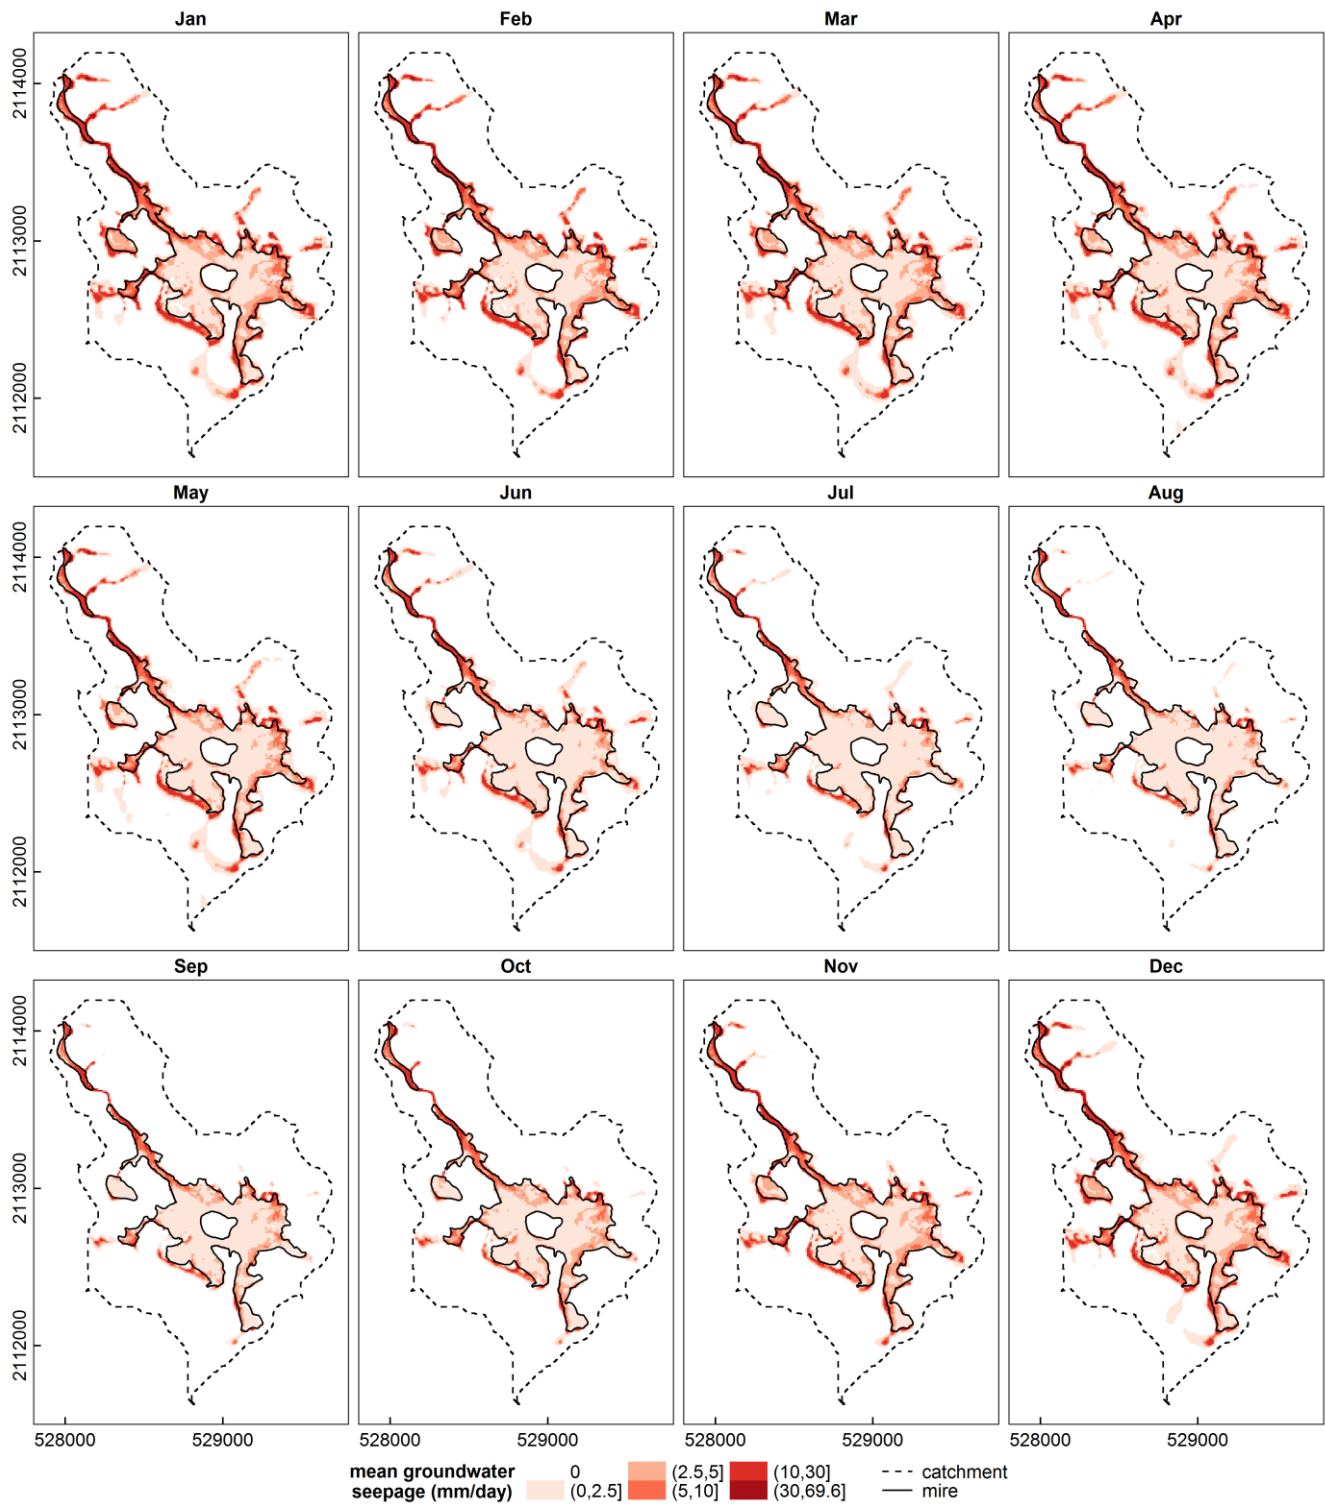 Jan Feb Mar Apr
2114000
2113000
2112000
May Jun Jul Aug
2114000
2113000
2112000
Sep Oct Nov Dec
2114000
2113000
2112000
528000 529000 528000 529000 528000 529000 528000 529000
mean groundwater 0 (2.5,5] (10,30] catchment
seepage (mm/day) (0,2.5] (5,10] (30,69.6] mire